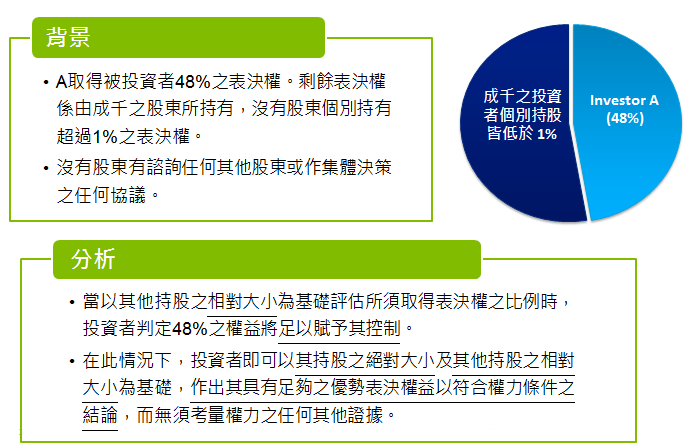 背景
• A取得被投資者48%之表決權。剩餘表決權
係由成千之股東所持有，沒有股東個別持有
超過1%之表決權。
• 沒有股東有諮詢任何其他股東或作集體決策
之任何協議。
成千之投資
者個別持股
皆低於 1%
Investor A
(48%)
分析
• 當以其他持股之相對大小為基礎評估所須取得表決權之比例時，
投資者判定48%之權益將足以賦予其控制。
• 在此情況下，投資者即可以其持股之絕對大小及其他持股之相對
大小為基礎，作出其具有足夠之優勢表決權益以符合權力條件之
結論，而無須考量權力之任何其他證據。